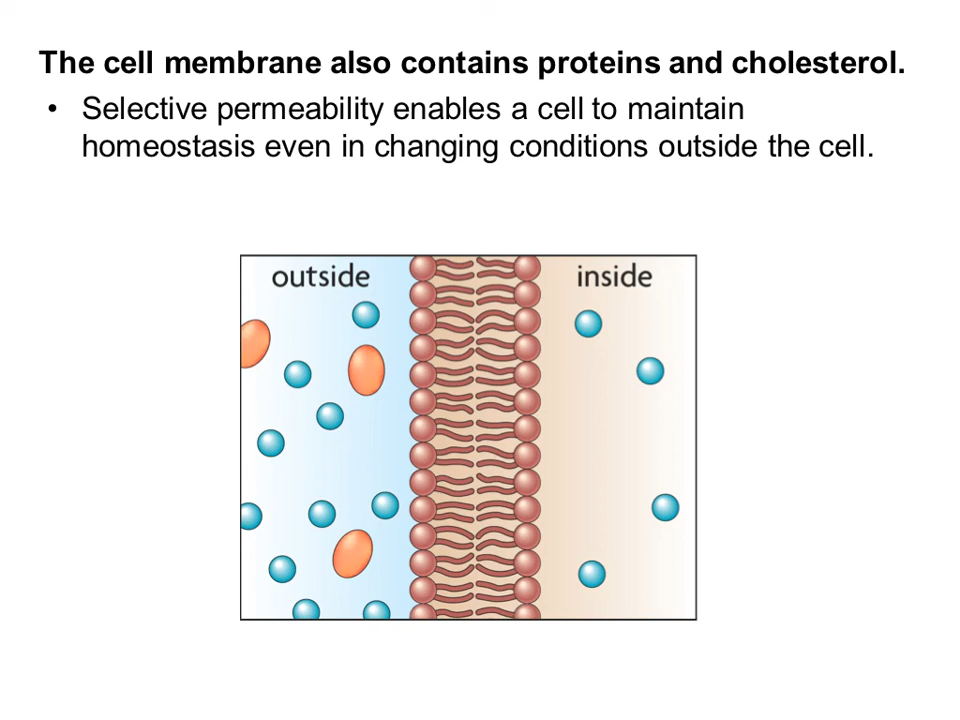 The cell membrane also contains proteins and cholesterol.
• Selective permeability enables a cell to maintain
homeostasis even in changing conditions outside the cell.
outside
inside